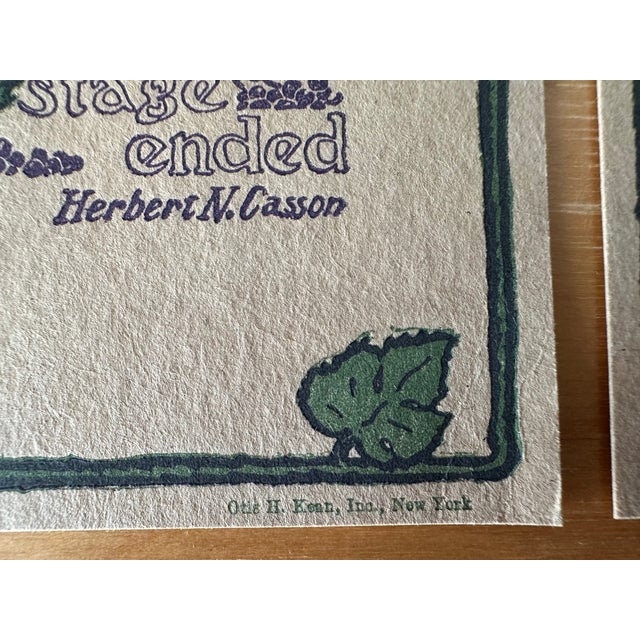 stage
ended
Herbert N. Casson
Otis H. Kean, Inc., New York